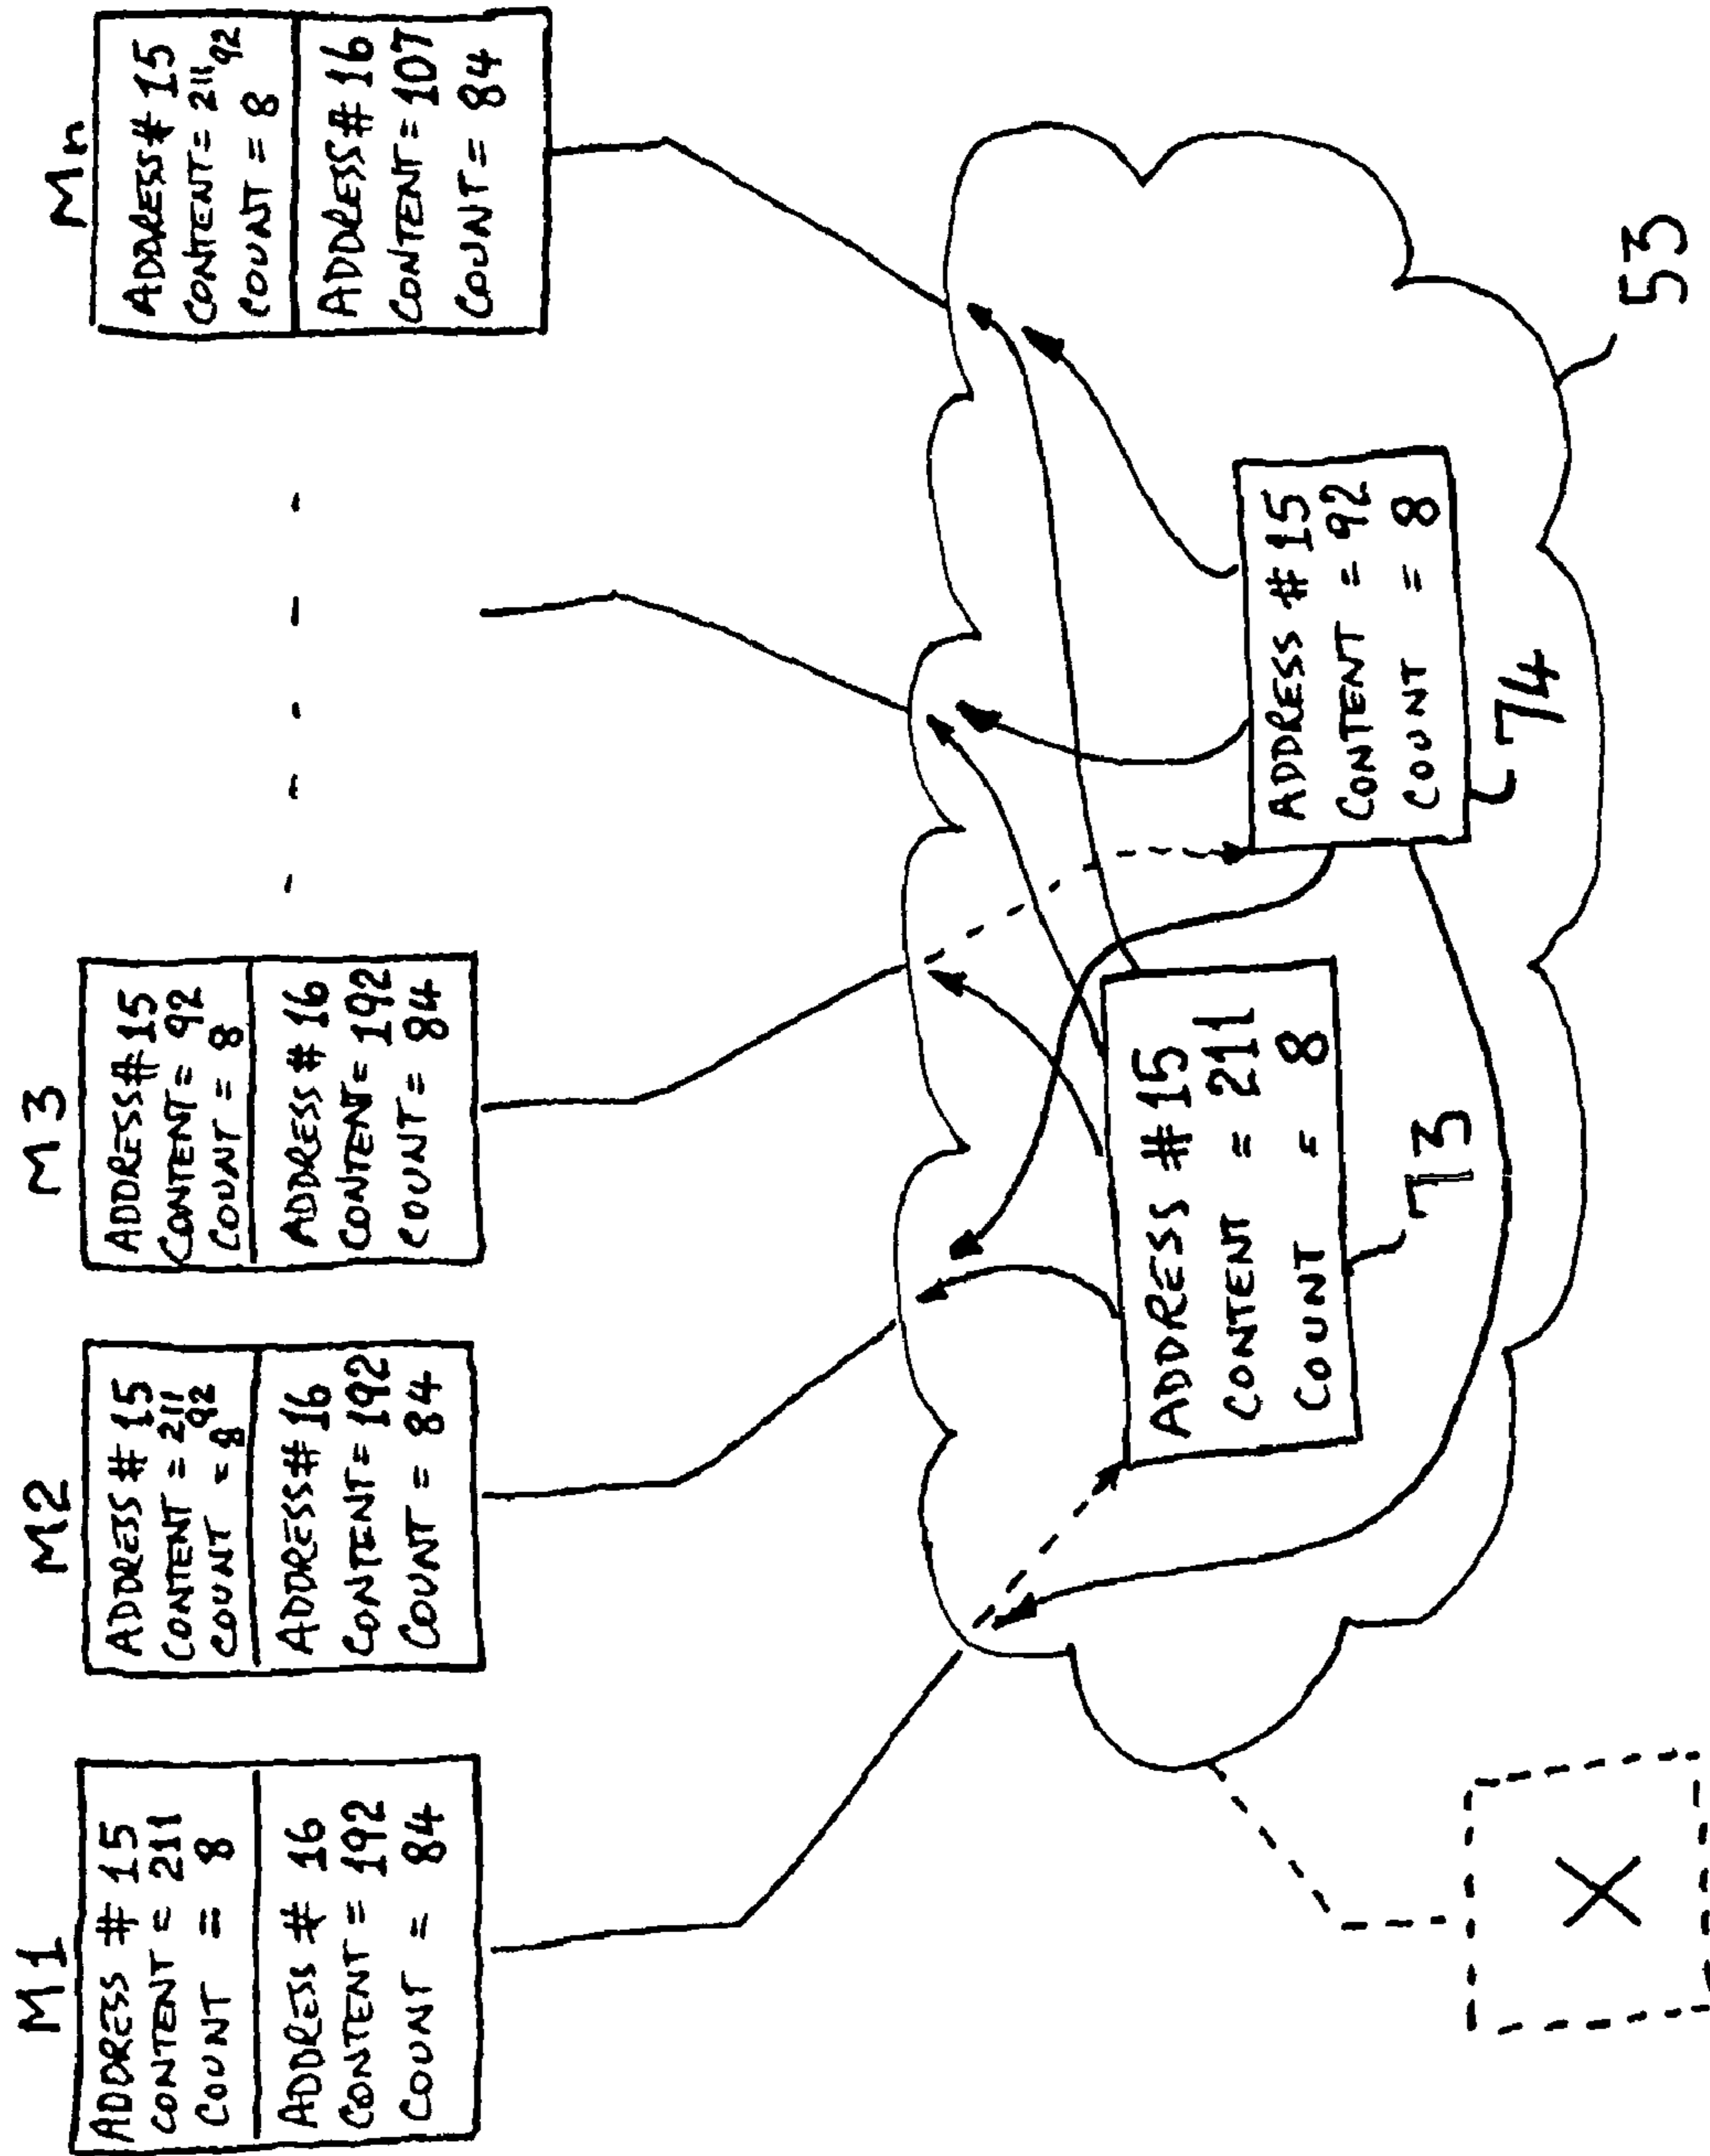 M1
ADDRESS # 15
CONTENT = 211
COUNT = 8
ADDRESS # 16
CONTENT = 192
COUNT = 84
M2
ADDRESS # 15
CONTENT = 211
92
COUNT = 8
ADDRESS # 16
CONTENT = 192
COUNT = 84
M3
ADDRESS # 15
CONTENT = 92
COUNT = 8
ADDRESS # 16
CONTENT = 192
COUNT = 84
Mn
ADDRESS # 15
CONTENT = 211
92
COUNT = 8
ADDRESS # 16
CONTENT = 107
COUNT = 84
ADDRESS # 15
CONTENT = 211
COUNT = 8
73
ADDRESS # 15
CONTENT = 92
COUNT = 8
74
53
X